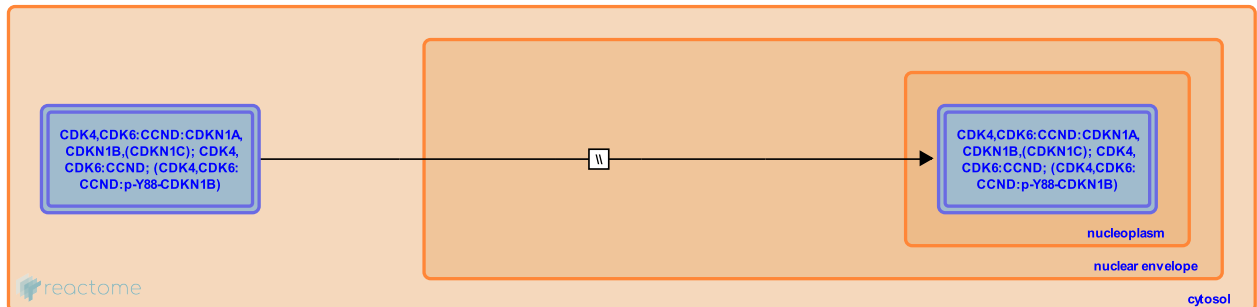 CDK4,CDK6:CCND:CDKN1A,
CDKN1B,(CDKN1C); CDK4,
CDK6:CCND; (CDK4,CDK6:
CCND:p-Y88-CDKN1B)
\\
CDK4,CDK6:CCND:CDKN1A,
CDKN1B,(CDKN1C); CDK4,
CDK6:CCND; (CDK4,CDK6:
CCND:p-Y88-CDKN1B)
nucleoplasm
nuclear envelope
reactome
cytosol